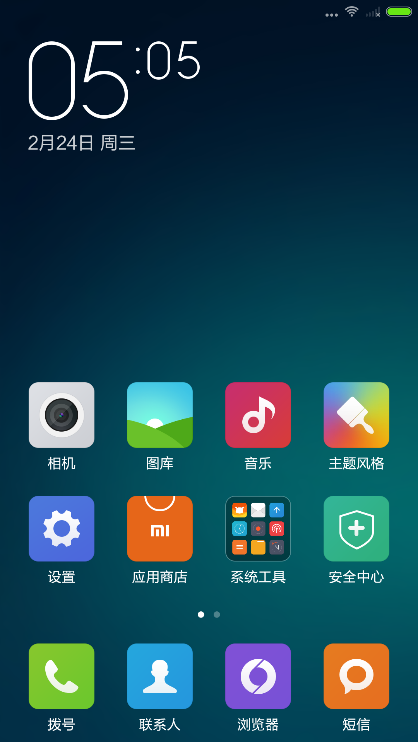 05:05
2月24日 周三
相机 图库 音乐 主题风格
mi
设置 应用商店 系统工具 安全中心
拨号 联系人 浏览器 短信